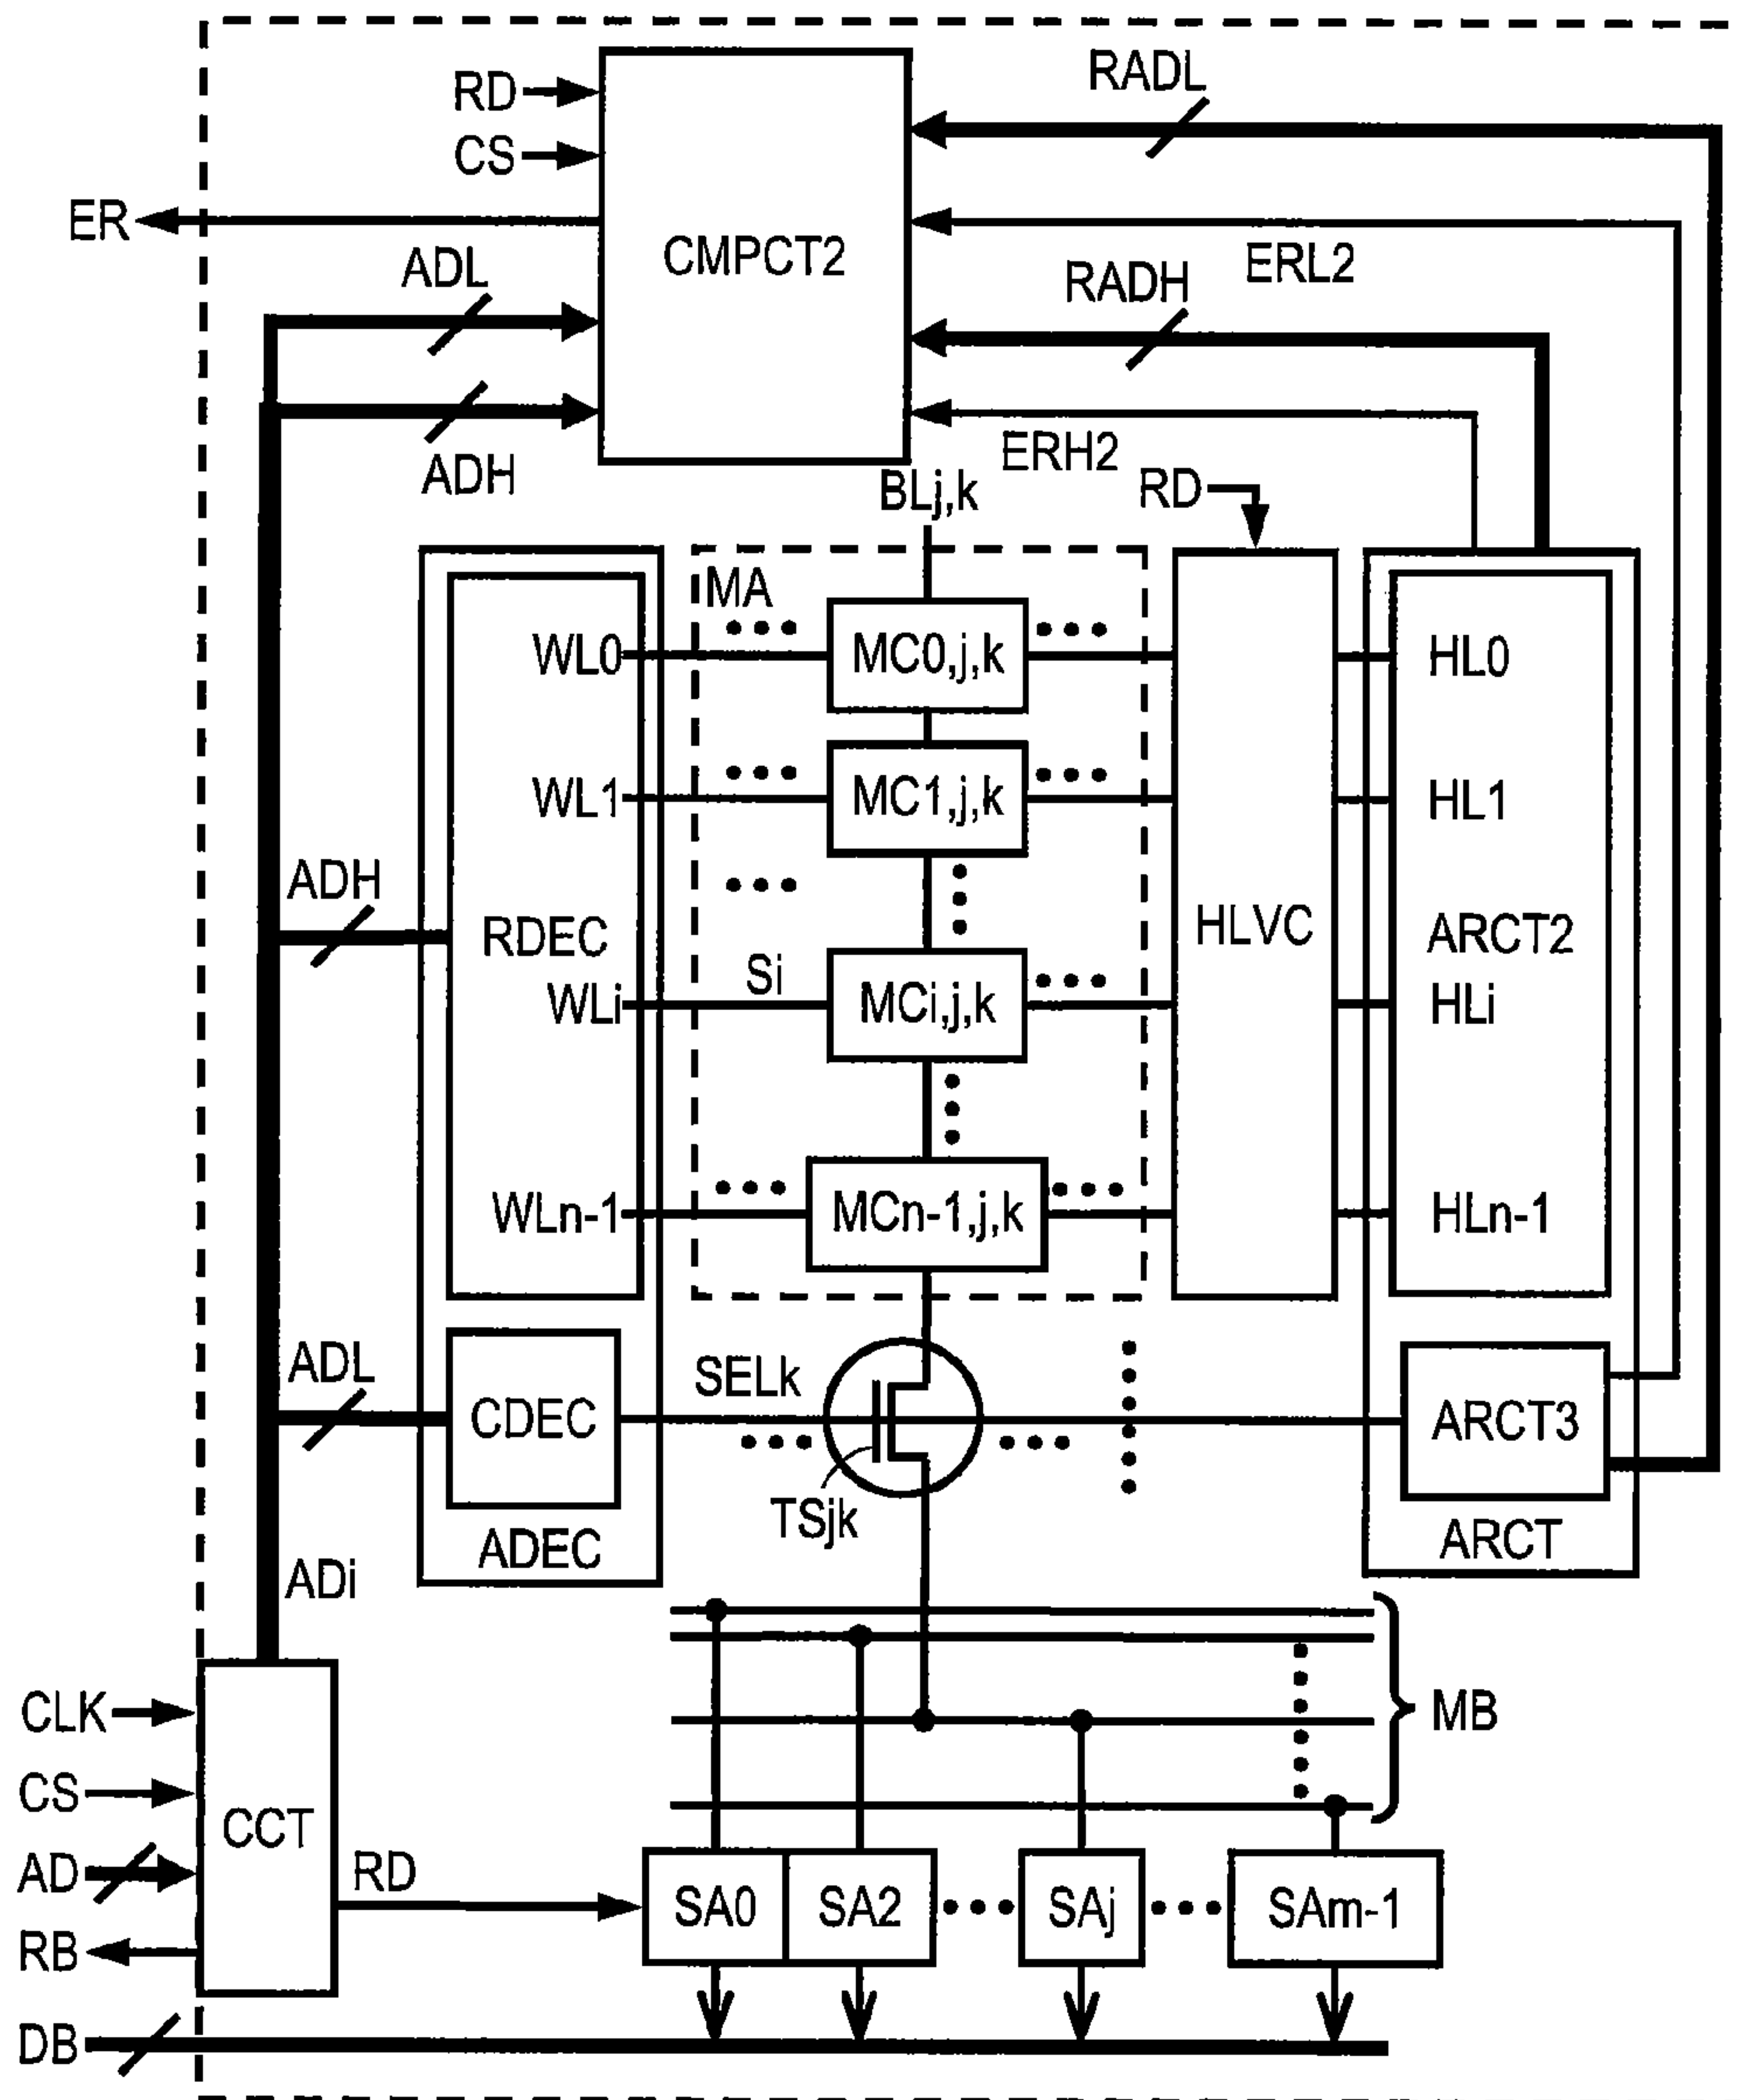 RADL
RD
CS
ER
CMPCT2
ADL
ERL2
RADH
ADH
ERH2
BLj,k
RD
MA
WL0
MC0,j,k
HL0
WL1
MC1,j,k
HL1
ADH
RDEC
HLVC
ARCT2
Si
WLi
MCi,j,k
HLi
WLn-1
MCn-1,j,k
HLn-1
ADL
SELk
CDEC
ARCT3
TSjk
ADEC
ARCT
ADi
CLK
MB
CS
CCT
AD
RD
SA0
SA2
SAj
SAm-1
RB
DB